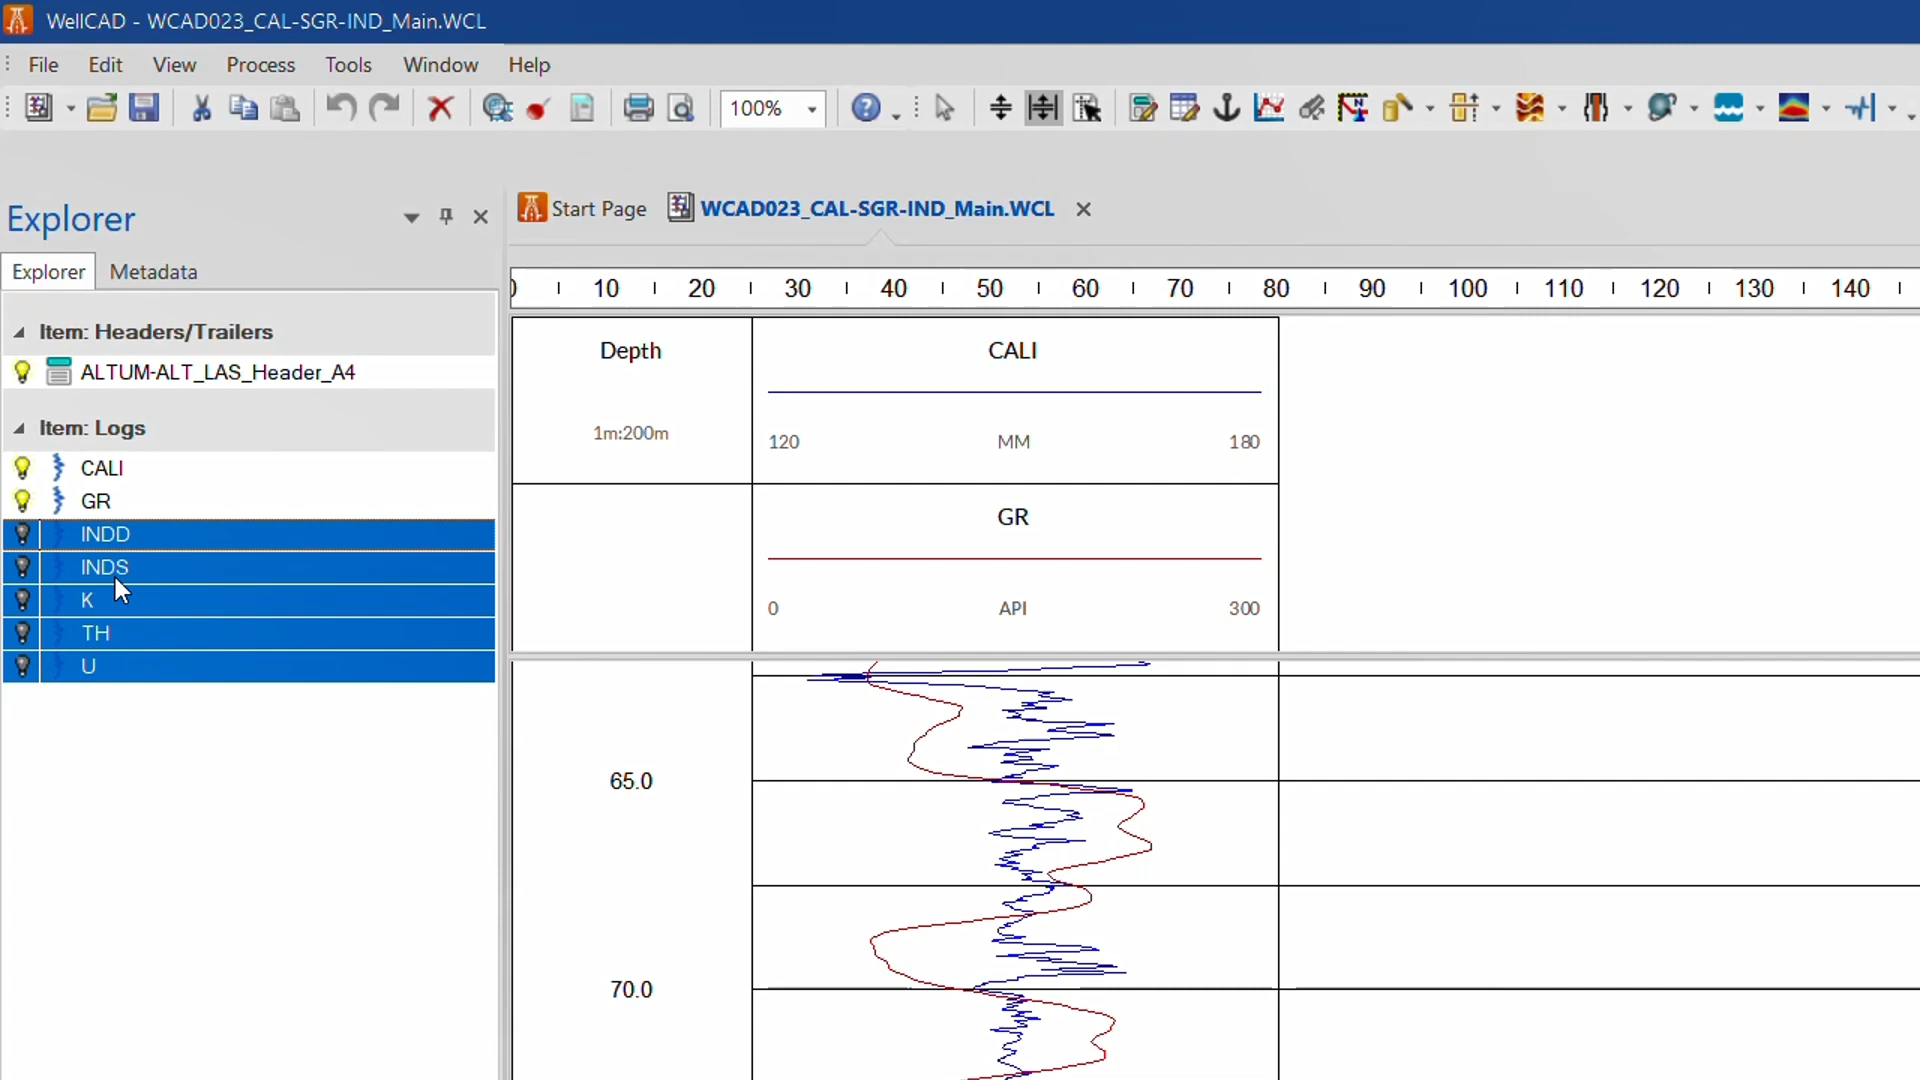 WellCAD - WCAD023_CAL-SGR-IND_Main.WCL
File Edit View Process Tools Window Help
100%
Explorer
Start Page WCAD023_CAL-SGR-IND_Main.WCL
Explorer Metadata
10 20 30 40 50 60 70 80 90 100 110 120 130 140
Item: Headers/Trailers
ALTUM-ALT_LAS_Header_A4
Item: Logs
CALI
GR
INDD
INDS
K
TH
U
Depth
1m:200m
CALI
120 MM 180
GR
0 API 300
65.0
70.0